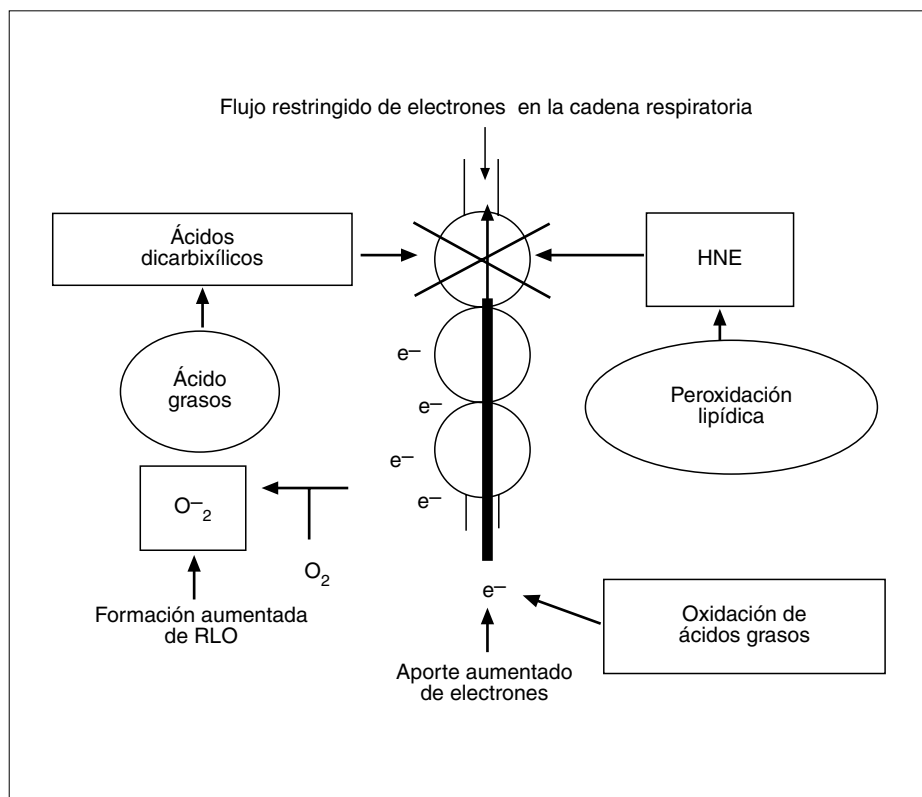 Flujo restringido de electrones en la cadena respiratoria
Ácidos
dicarbixílicos
HNE
Ácido
grasos
e–
e–
e–
e–
Peroxidación
lipídica
O–2
O2
Formación aumentada
de RLO
e–
Aporte aumentado
de electrones
Oxidación de
ácidos grasos